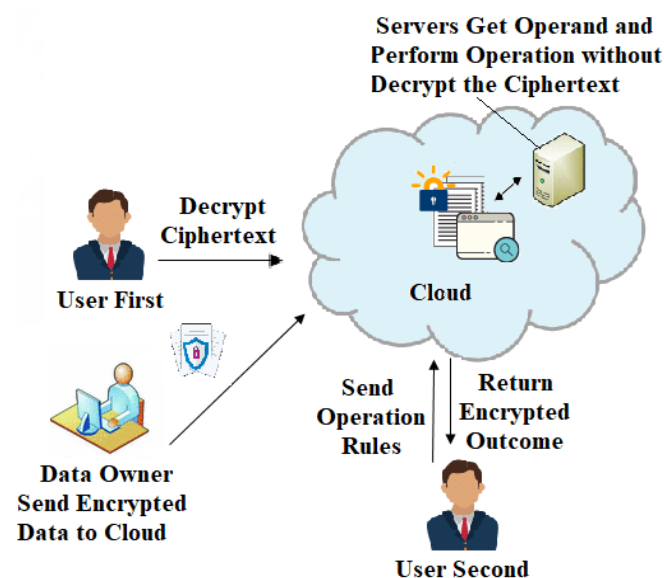 Servers Get Operand and
Perform Operation without
Decrypt the Ciphertext
Decrypt
Ciphertext
User First
Cloud
Send
Operation
Rules
Return
Encrypted
Outcome
Data Owner
Send Encrypted
Data to Cloud
User Second